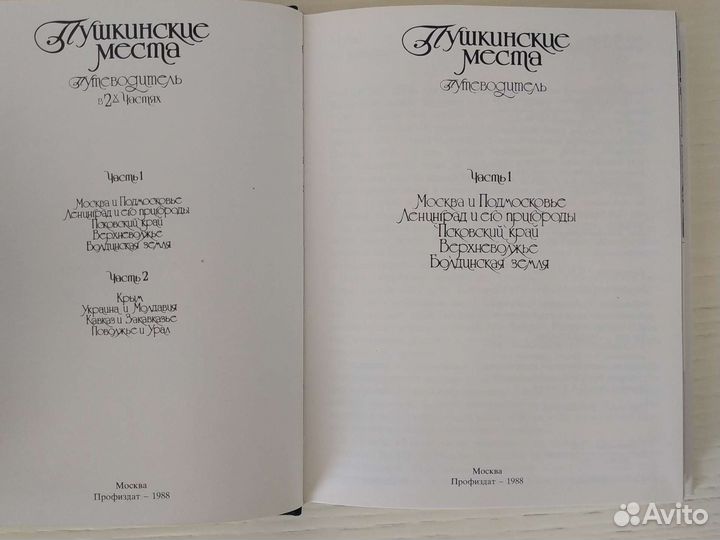 Пушкинские
места
Путеводитель
в 2х частях
Часть 1
Москва и Подмосковье
Ленинград и его пригороды
Псковский край
Верхневолжье
Болдинская земля
Часть 2
Крым
Украина и Молдавия
Кавказ и Закавказье
Поволжье и Урал
Москва
Профиздат – 1988
Пушкинские
места
Путеводитель
Часть 1
Москва и Подмосковье
Ленинград и его пригороды
Псковский край
Верхневолжье
Болдинская земля
Москва
Профиздат – 1988
Avito